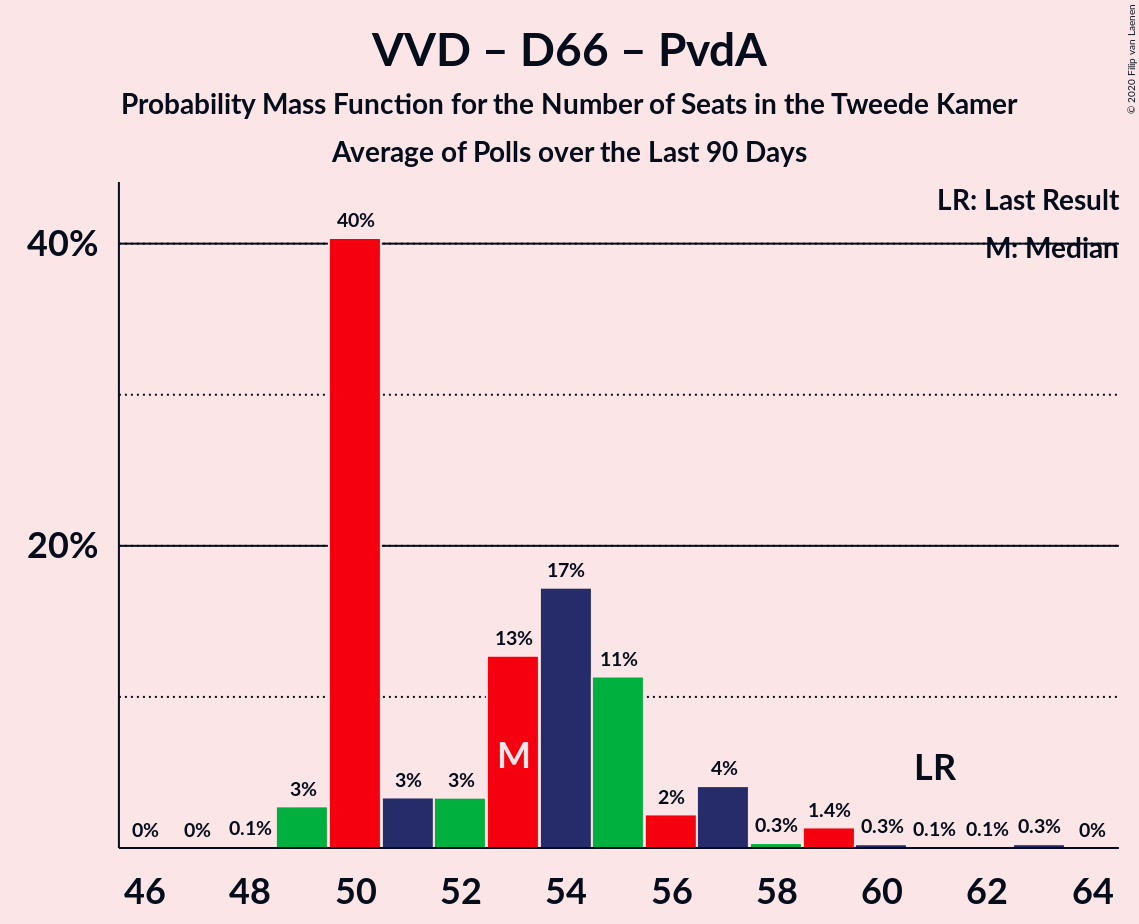 © 2020 Filip van Laenen
VVD – D66 – PvdA
Probability Mass Function for the Number of Seats in the Tweede Kamer
Average of Polls over the Last 90 Days
LR: Last Result
M: Median
40%
20%
0%
0%
0.1%
3%
40%
3%
3%
13%
17%
11%
2%
4%
0.3%
1.4%
0.3%
0.1%
0.1%
0.3%
0%
M
LR
46 48 50 52 54 56 58 60 62 64